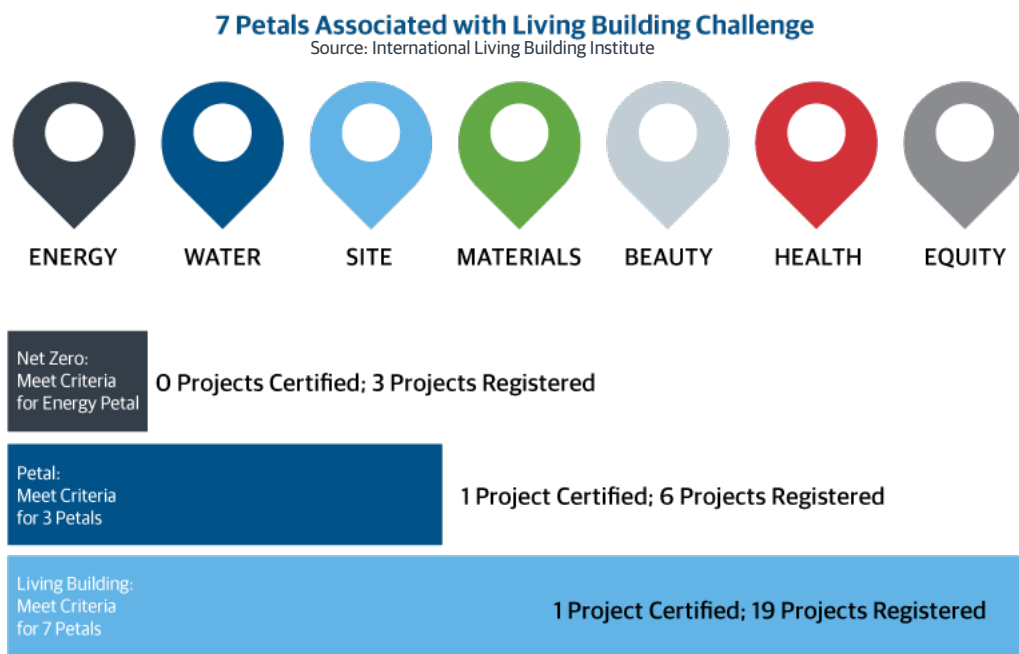 7 Petals Associated with Living Building Challenge
Source: International Living Building Institute
ENERGY WATER SITE MATERIALS BEAUTY HEALTH EQUITY
Net Zero:
Meet Criteria
for Energy Petal
0 Projects Certified; 3 Projects Registered
Petal:
Meet Criteria
for 3 Petals
1 Project Certified; 6 Projects Registered
Living Building:
Meet Criteria
for 7 Petals
1 Project Certified; 19 Projects Registered